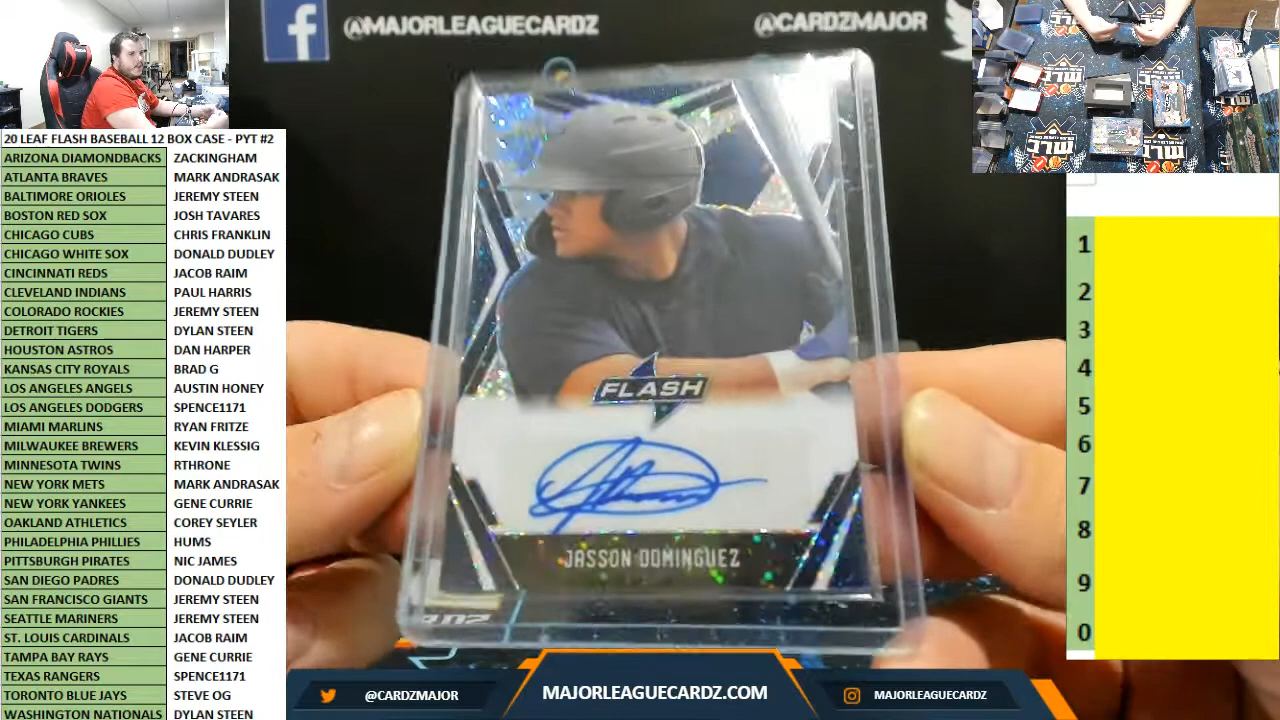 @MAJORLEAGUECARDZ
@CARDZMAJOR
20 LEAF FLASH BASEBALL 12 BOX CASE - PYT #2
ARIZONA DIAMONDBACKS ZACKINGHAM
ATLANTA BRAVES MARK ANDRASAK
BALTIMORE ORIOLES JEREMY STEEN
BOSTON RED SOX JOSH TAVARES
CHICAGO CUBS CHRIS FRANKLIN
CHICAGO WHITE SOX DONALD DUDLEY
CINCINNATI REDS JACOB RAIM
CLEVELAND INDIANS PAUL HARRIS
COLORADO ROCKIES JEREMY STEEN
DETROIT TIGERS DYLAN STEEN
HOUSTON ASTROS DAN HARPER
KANSAS CITY ROYALS BRAD G
LOS ANGELES ANGELS AUSTIN HONEY
LOS ANGELES DODGERS SPENCE1171
MIAMI MARLINS RYAN FRITZE
MILWAUKEE BREWERS KEVIN KLESSIG
MINNESOTA TWINS RTHRONE
NEW YORK METS MARK ANDRASAK
NEW YORK YANKEES GENE CURRIE
OAKLAND ATHLETICS COREY SEYLER
PHILADELPHIA PHILLIES HUMS
PITTSBURGH PIRATES NIC JAMES
SAN DIEGO PADRES DONALD DUDLEY
SAN FRANCISCO GIANTS JEREMY STEEN
SEATTLE MARINERS JEREMY STEEN
ST. LOUIS CARDINALS JACOB RAIM
TAMPA BAY RAYS GENE CURRIE
TEXAS RANGERS SPENCE1171
TORONTO BLUE JAYS STEVE OG
WASHINGTON NATIONALS DYLAN STEEN
FLASH
JASSON DOMINGUEZ
MLC
MLC
MLC
1
2
3
4
5
6
7
8
9
0
@CARDZMAJOR
MAJORLEAGUECARDZ.COM
MAJORLEAGUECARDZ